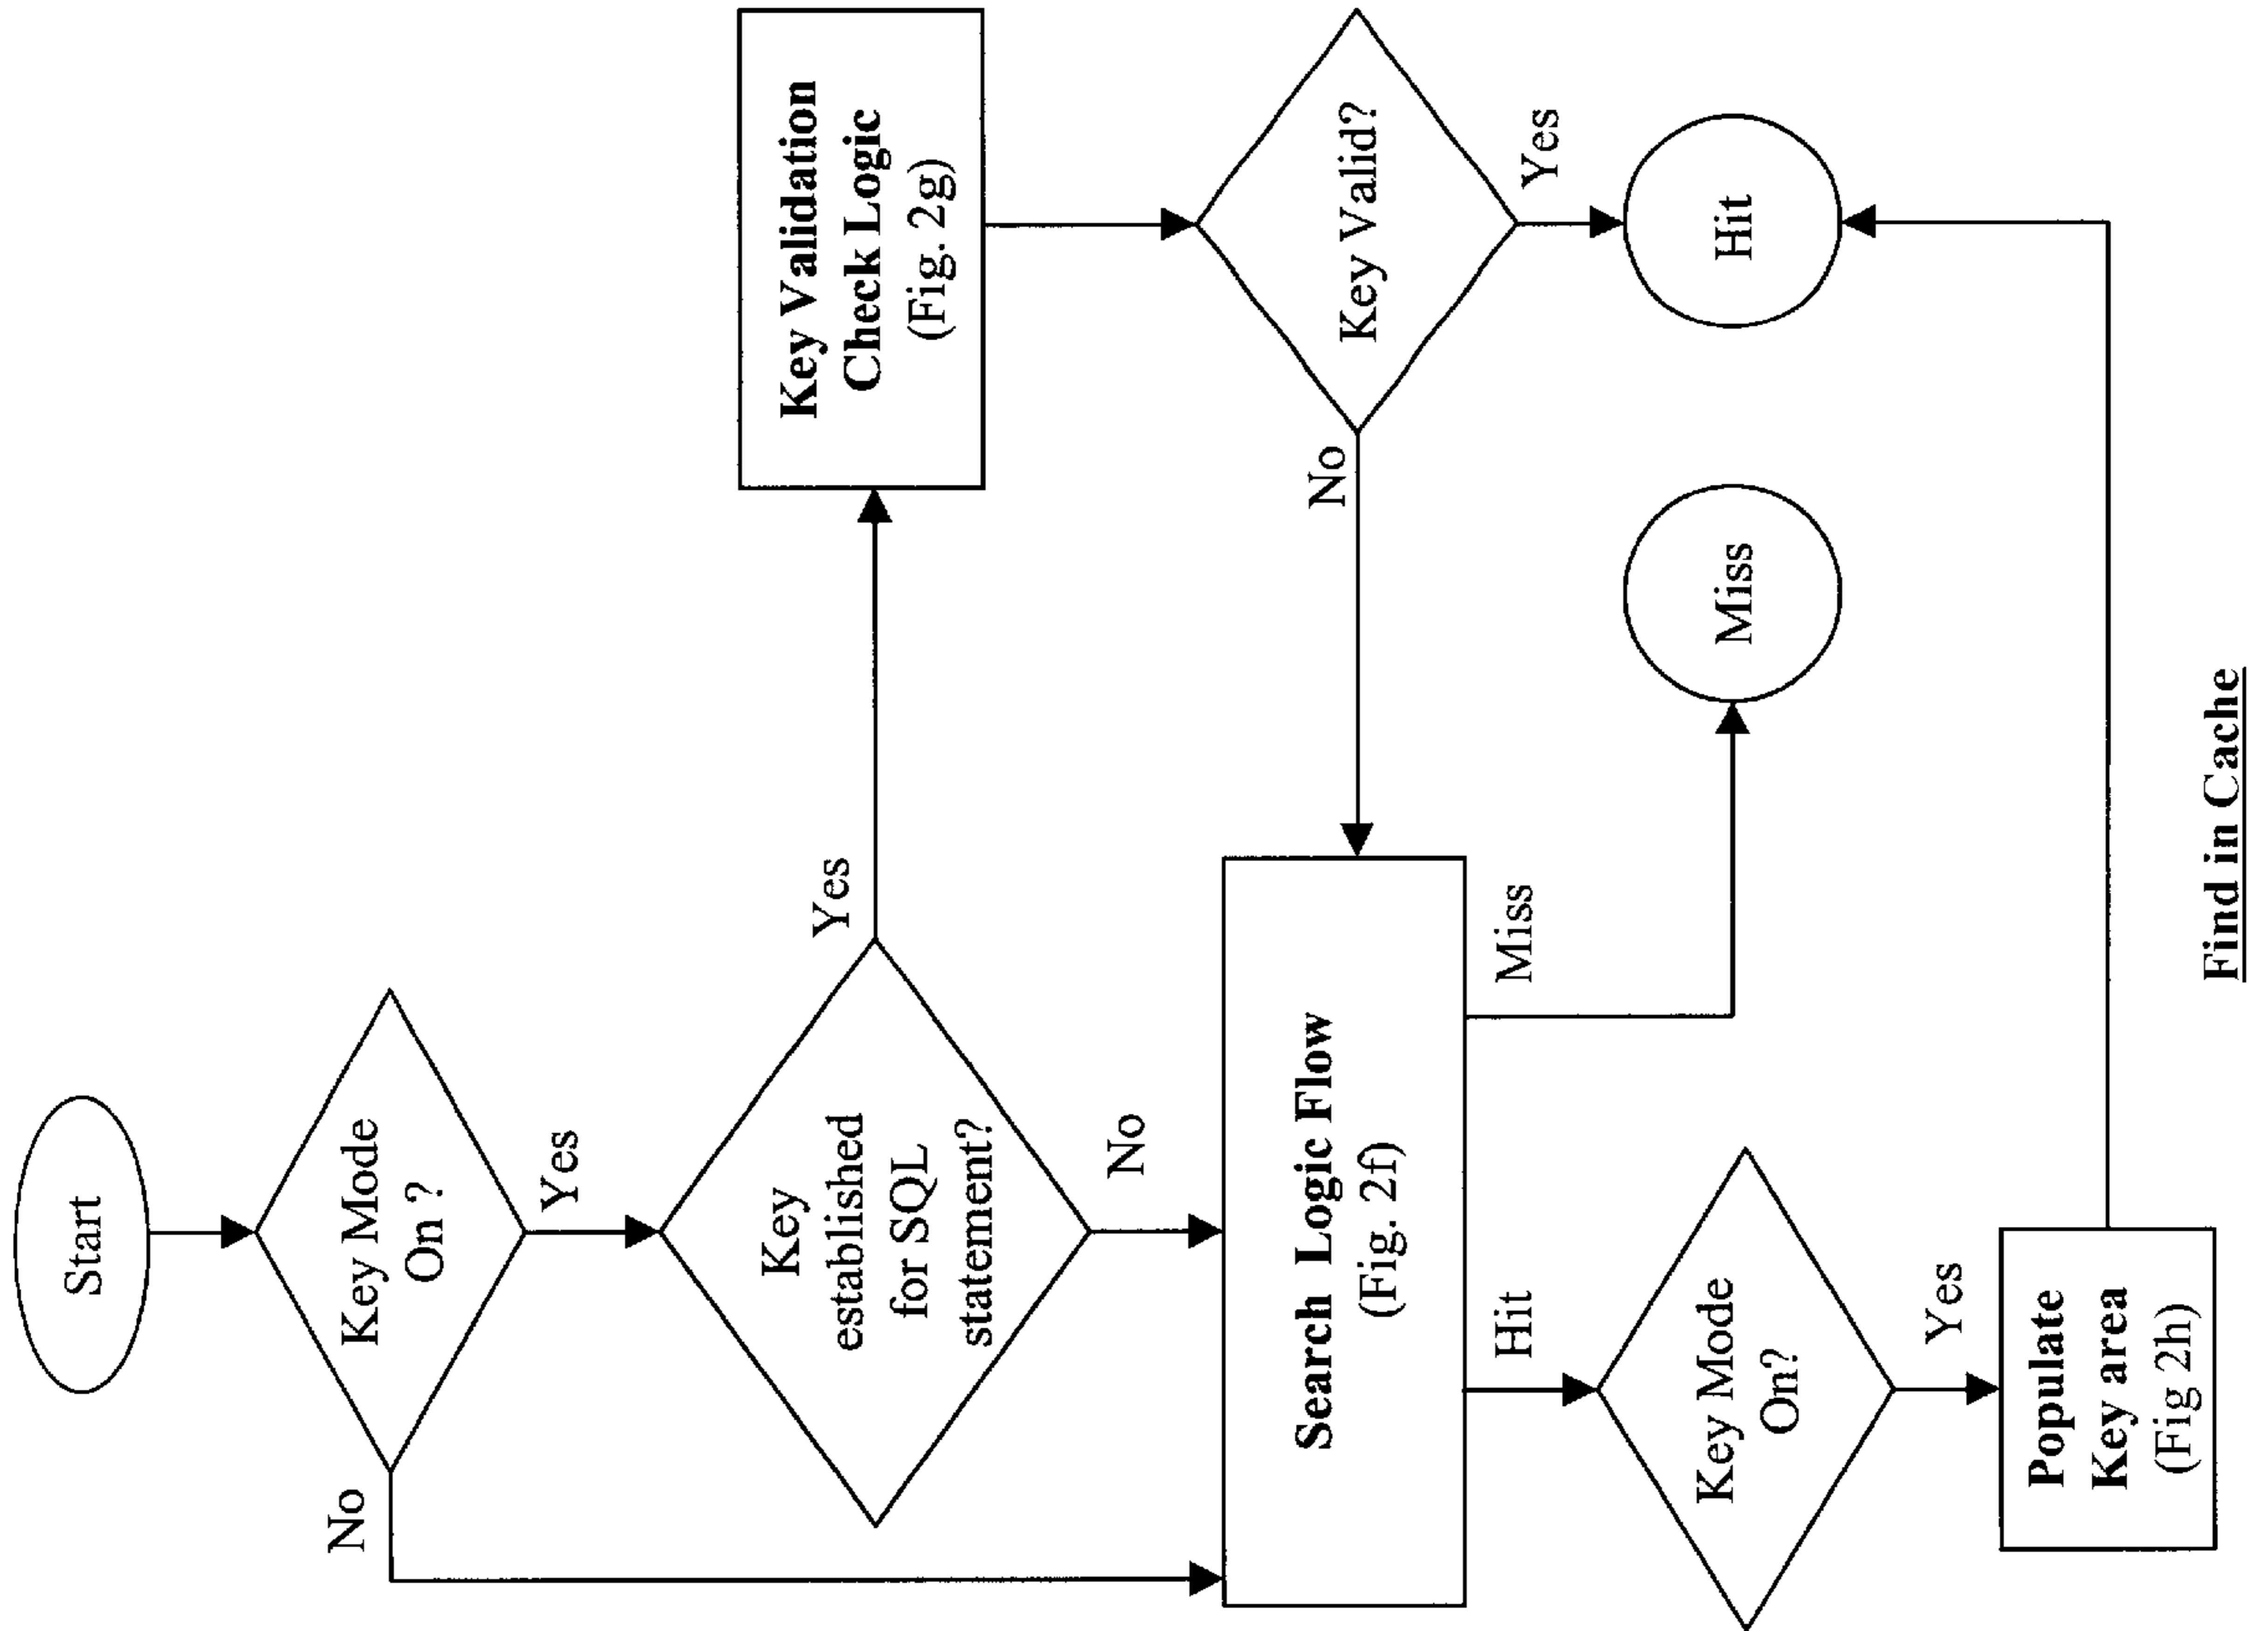 Start
Key Mode
On ?
No
Yes
Key
established
for SQL
statement?
Yes
No
Key Validation
Check Logic
(Fig. 2g)
Key Valid?
No
Yes
Search Logic Flow
(Fig. 2f)
Hit
Miss
Miss
Hit
Key Mode
On?
Yes
Populate
Key area
(Fig 2h)
Find in Cache